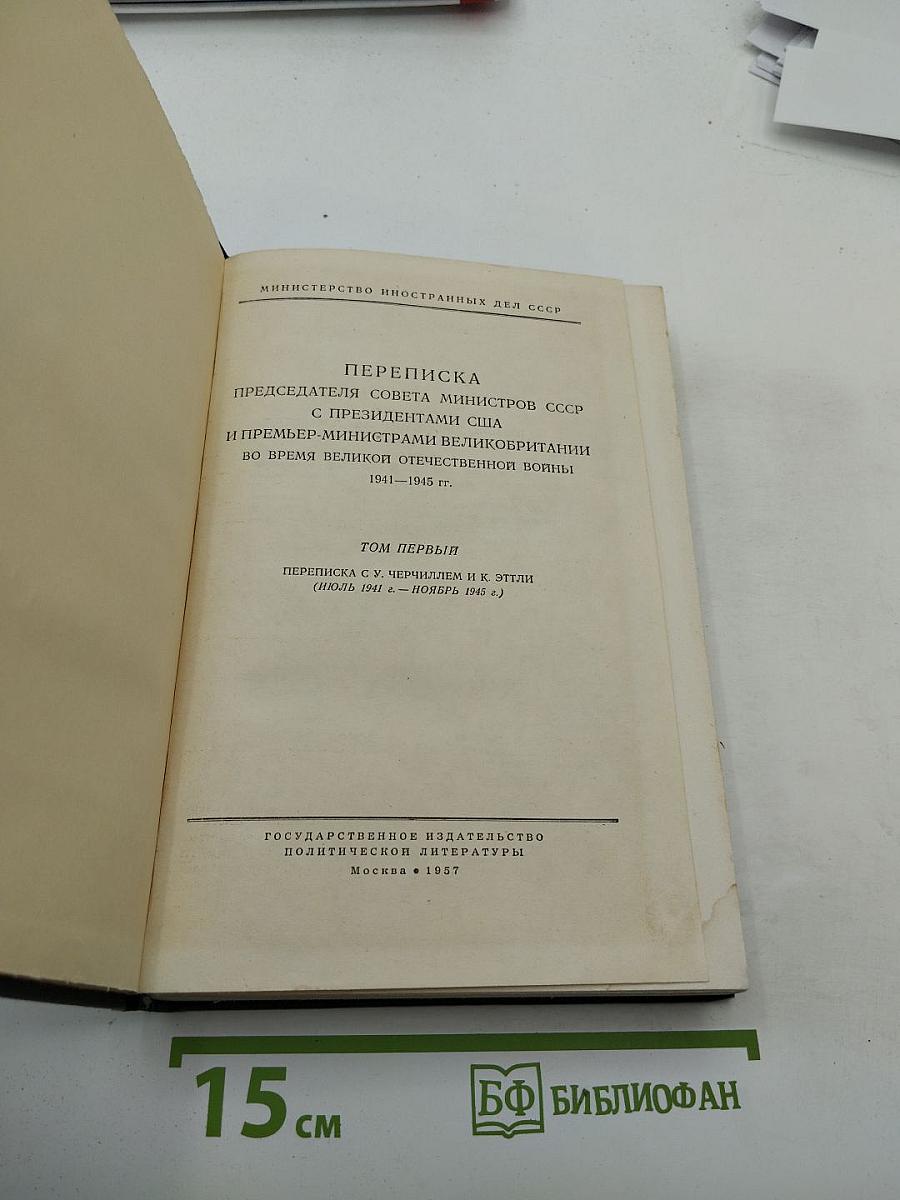 МИНИСТЕРСТВО ИНОСТРАННЫХ ДЕЛ СССР
ПЕРЕПИСКА
ПРЕДСЕДАТЕЛЯ СОВЕТА МИНИСТРОВ СССР
С ПРЕЗИДЕНТАМИ США
И ПРЕМЬЕР-МИНИСТРАМИ ВЕЛИКОБРИТАНИИ
ВО ВРЕМЯ ВЕЛИКОЙ ОТЕЧЕСТВЕННОЙ ВОЙНЫ
1941—1945 гг.
ТОМ ПЕРВЫЙ
ПЕРЕПИСКА С У. ЧЕРЧИЛЛЕМ И К. ЭТТЛИ
(ИЮЛЬ 1941 г. — НОЯБРЬ 1945 г.)
ГОСУДАРСТВЕННОЕ ИЗДАТЕЛЬСТВО
ПОЛИТИЧЕСКОЙ ЛИТЕРАТУРЫ
Москва • 1957
15 см
БФ БИБЛИОФАН